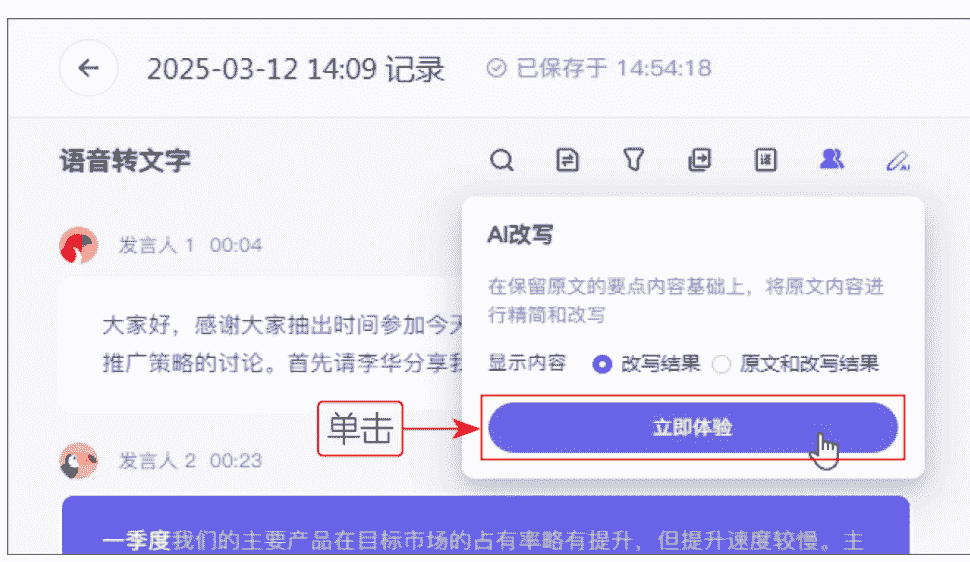 2025-03-12 14:09 记录
已保存于 14:54:18
语音转文字
发言人 1 00:04
大家好，感谢大家抽出时间参加今天
推广策略的讨论。首先请李华分享我
AI改写
在保留原文的要点内容基础上，将原文内容进
行精简和改写
显示内容 改写结果 原文和改写结果
单击
立即体验
发言人 2 00:23
一季度我们的主要产品在目标市场的占有率略有提升，但提升速度较慢。主